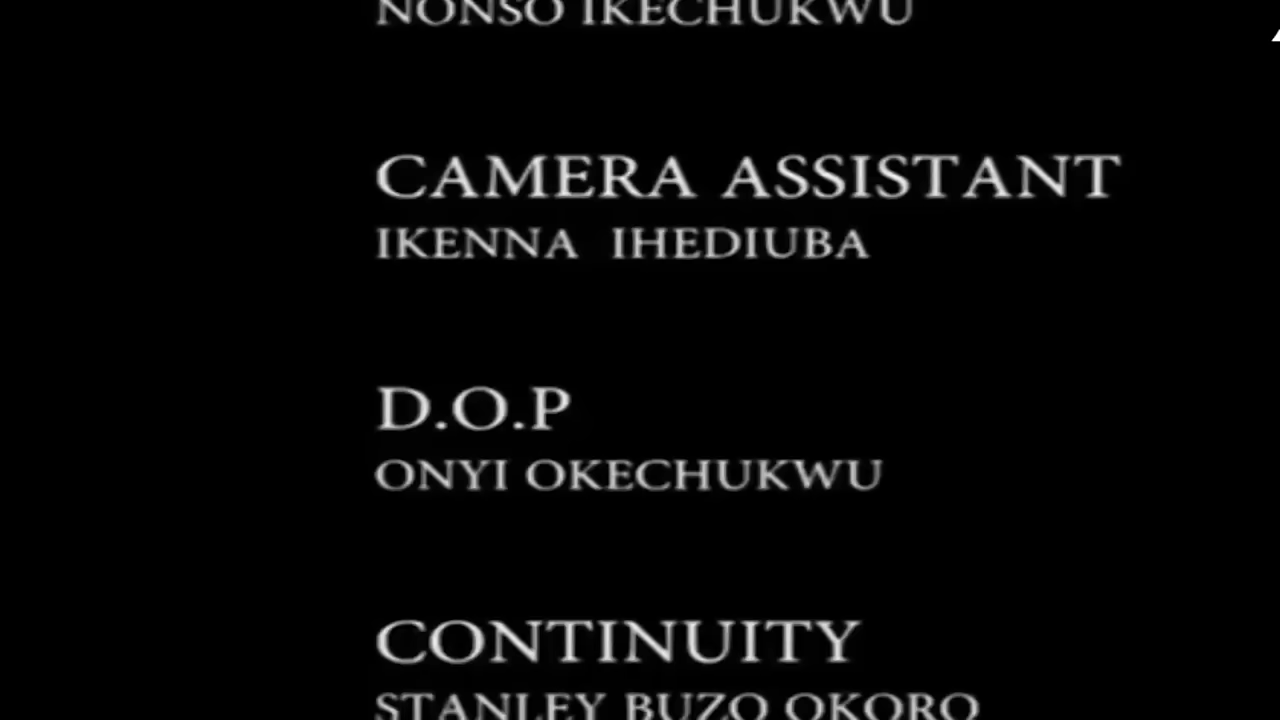 NONSO IKECHUKWU
CAMERA ASSISTANT
IKENNA IHEDIUBA
D.O.P
ONYI OKECHUKWU
CONTINUITY
STANLEY BUZO OKORO